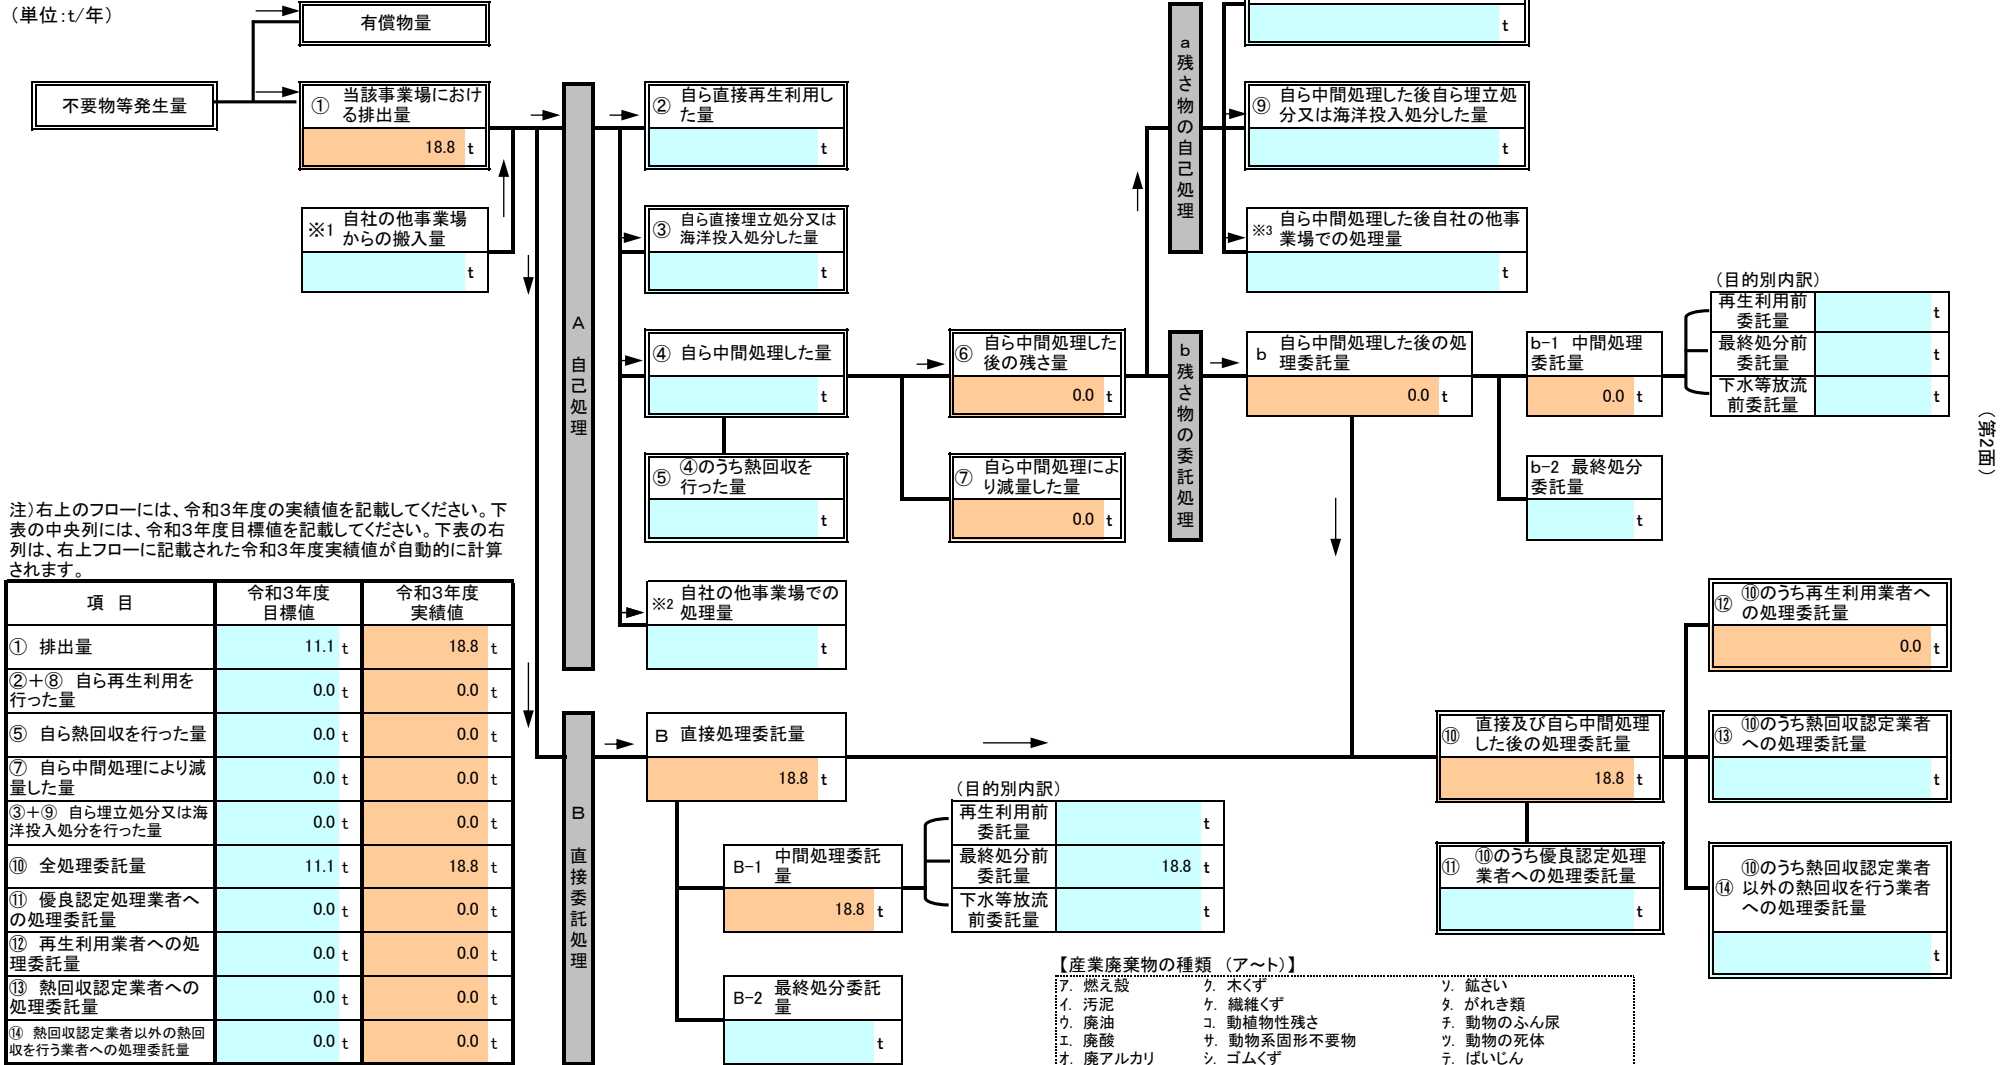 (単位:t/年)
有償物量
不要物等発生量
① 当該事業場におけ
る排出量
18.8 t
※1 自社の他事業場
からの搬入量
t
A 自己処理
② 自ら直接再生利用し
た量
t
③ 自ら直接埋立処分又は
海洋投入処分した量
t
④ 自ら中間処理した量
t
⑤ ④のうち熱回収を
行った量
t
※2 自社の他事業場での
処理量
t
⑥ 自ら中間処理した
後の残さ量
0.0 t
⑦ 自ら中間処理によ
り減量した量
0.0 t
a 残さ物の自己処理
t
⑨ 自ら中間処理した後自ら埋立処
分又は海洋投入処分した量
t
※3 自ら中間処理した後自社の他事
業場での処理量
t
b 残さ物の委託処理
b 自ら中間処理した後の処
理委託量
0.0 t
b-1 中間処理
委託量
0.0 t
(目的別内訳)
再生利用前
委託量
t
最終処分前
委託量
t
下水等放流
前委託量
t
b-2 最終処分
委託量
t
(第2面)
注)右上のフローには、令和3年度の実績値を記載してください。下
表の中央列には、令和3年度目標値を記載してください。下表の右
列は、右上フローに記載された令和3年度実績値が自動的に計算
されます。
項 目 令和3年度
目標値 令和3年度
実績値
① 排出量 11.1 t 18.8 t
②+⑧ 自ら再生利用を
行った量 0.0 t 0.0 t
⑤ 自ら熱回収を行った量 0.0 t 0.0 t
⑦ 自ら中間処理により減
量した量 0.0 t 0.0 t
③+⑨ 自ら埋立処分又は海
洋投入処分を行った量 0.0 t 0.0 t
⑩ 全処理委託量 11.1 t 18.8 t
⑪ 優良認定処理業者へ
の処理委託量 0.0 t 0.0 t
⑫ 再生利用業者への処
理委託量 0.0 t 0.0 t
⑬ 熱回収認定業者への
処理委託量 0.0 t 0.0 t
⑭ 熱回収認定業者以外の熱回
収を行う業者への処理委託量 0.0 t 0.0 t
B 直接委託処理
B 直接処理委託量
18.8 t
B-1 中間処理委託
量
18.8 t
(目的別内訳)
再生利用前
委託量
t
最終処分前
委託量
18.8 t
下水等放流
前委託量
t
B-2 最終処分委託
量
t
⑩ 直接及び自ら中間処理
した後の処理委託量
18.8 t
⑪ ⑩のうち優良認定処理
業者への処理委託量
t
⑫ ⑩のうち再生利用業者へ
の処理委託量
0.0 t
⑬ ⑩のうち熱回収認定業者
への処理委託量
t
⑭ ⑩のうち熱回収認定業者
以外の熱回収を行う業者
への処理委託量
t
【産業廃棄物の種類 (ア~ト)】
ア. 燃え殻 ク. 木くず ソ. 鉱さい
イ. 汚泥 ケ. 繊維くず タ. がれき類
ウ. 廃油 コ. 動植物性残さ チ. 動物のふん尿
エ. 廃酸 サ. 動物系固形不要物 ツ. 動物の死体
オ. 廃アルカリ シ. ゴムくず テ. ばいじん